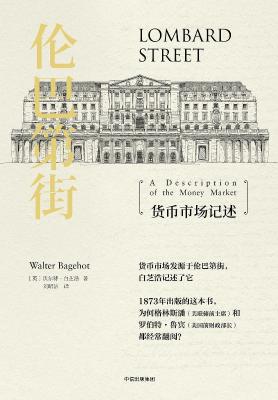 伦巴第街
LOMBARD
STREET
A Description
of the Money Market
货币市场记述
Walter Bagehot
[英] 沃尔特·白芝浩 著
刘璐 译
货币市场发源于伦巴第街，
白芝浩记述了它
1873年出版的这本书，
为何格林斯潘（美联储前主席）和
罗伯特·鲁宾（美国前财政部长）
都经常翻阅？
中信出版集团